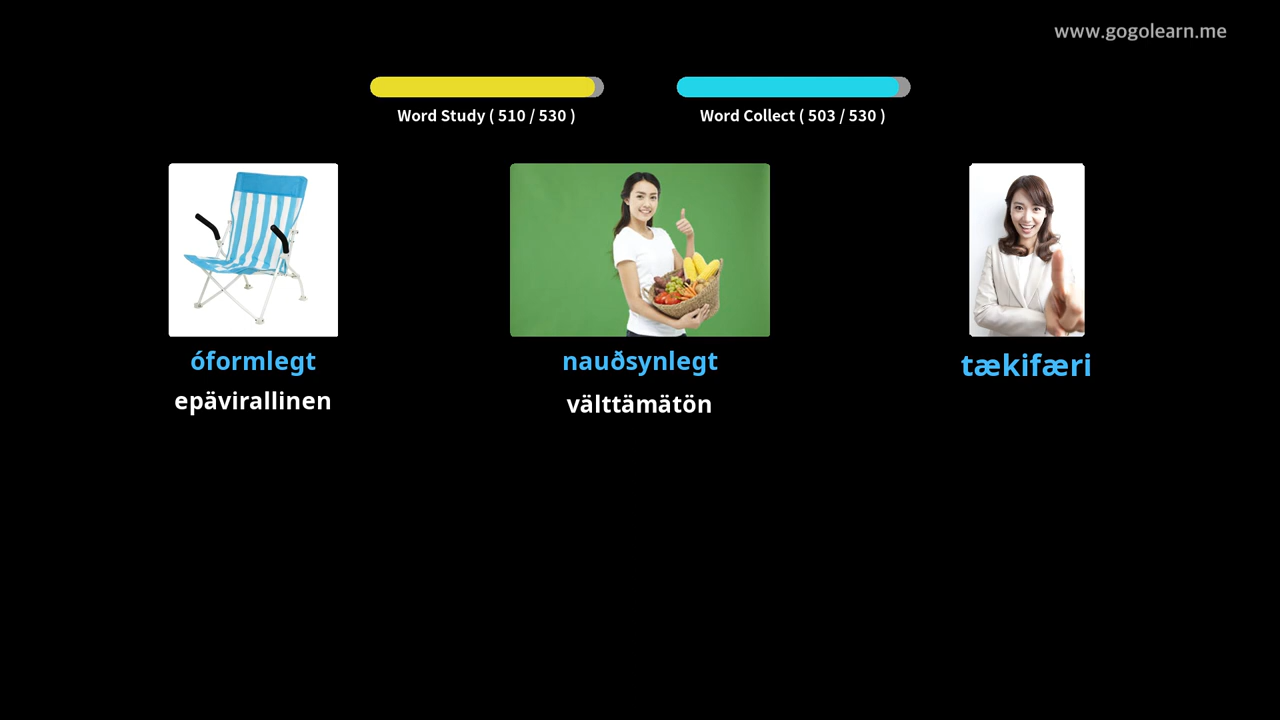 www.gogolearn.me
Word Study ( 510 / 530 )
Word Collect ( 503 / 530 )
óformlegt
epävirallinen
nauðsynlegt
välttämätön
tækifæri